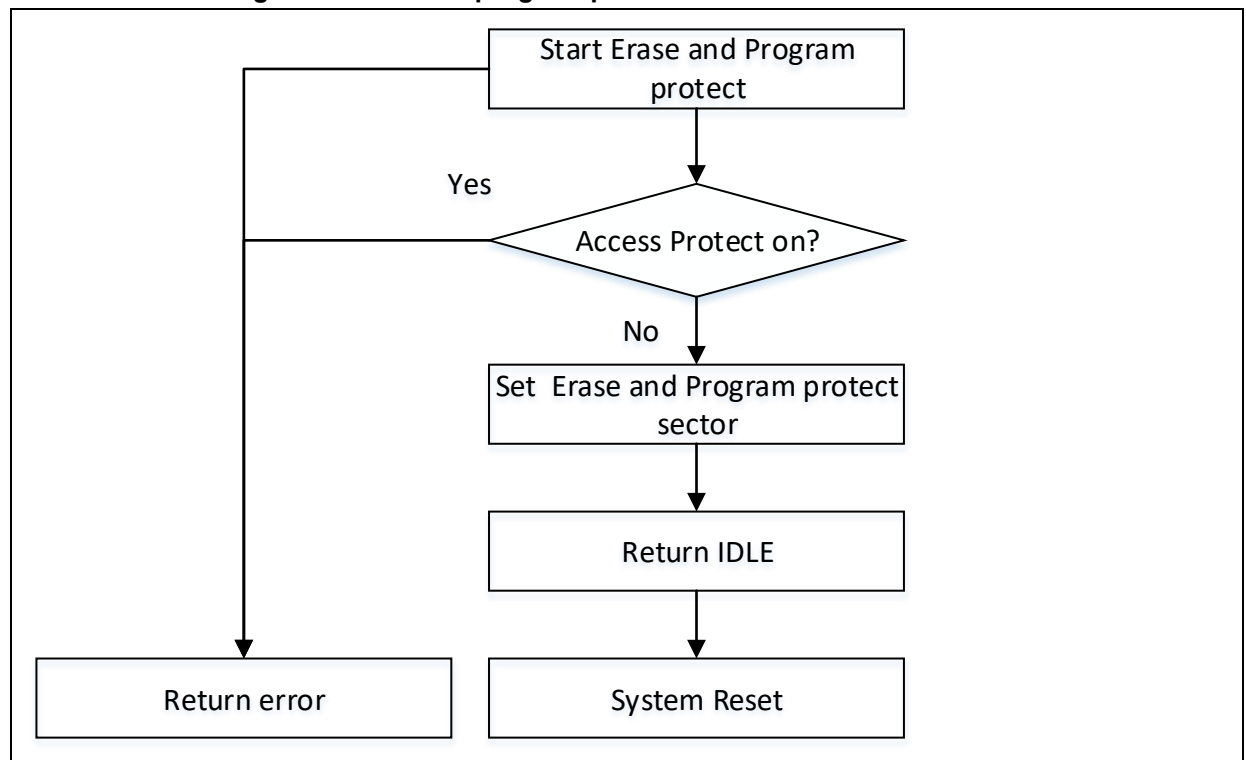 Start Erase and Program
protect
Yes
Access Protect on?
No
Set  Erase and Program protect
sector
Return IDLE
Return error
System Reset